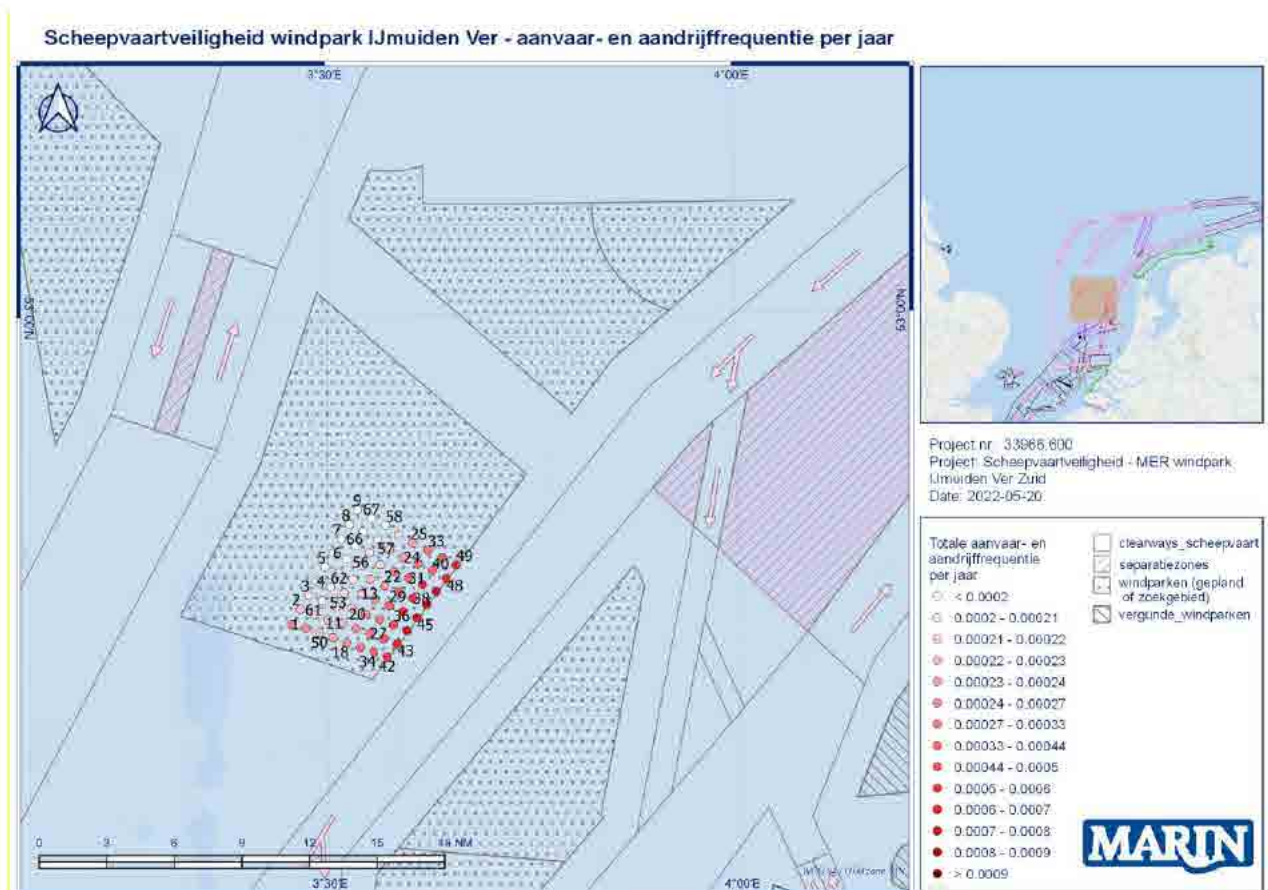 Scheepvaartveiligheid windpark IJmuiden Ver - aanvaar- en aandrijffrequentie per jaar
3°30'E
4°00'E
53°00'N
53°00'N
9
67
8
58
7
66
25
33
57
6
5
24
49
56
40
4
62
22
31
48
3
13
2
53
29
38
61
20
36
45
1
11
50
27
18
43
34
42
0
3
6
9
12
15
18 NM
3°30'E
4°00'E
Project nr: 33966.600
Project: Scheepvaartveiligheid - MER windpark
IJmuiden Ver Zuid
Date: 2022-05-20
Totale aanvaar- en
aandrijffrequentie
per jaar
< 0.0002
0.0002 - 0.00021
0.00021 - 0.00022
0.00022 - 0.00023
0.00023 - 0.00024
0.00024 - 0.00027
0.00027 - 0.00033
0.00033 - 0.00044
0.00044 - 0.0005
0.0005 - 0.0006
0.0006 - 0.0007
0.0007 - 0.0008
0.0008 - 0.0009
> 0.0009
clearways_scheepvaart
separatiezones
windparken (gepland
of zoekgebied)
vergunde_windparken
MARIN